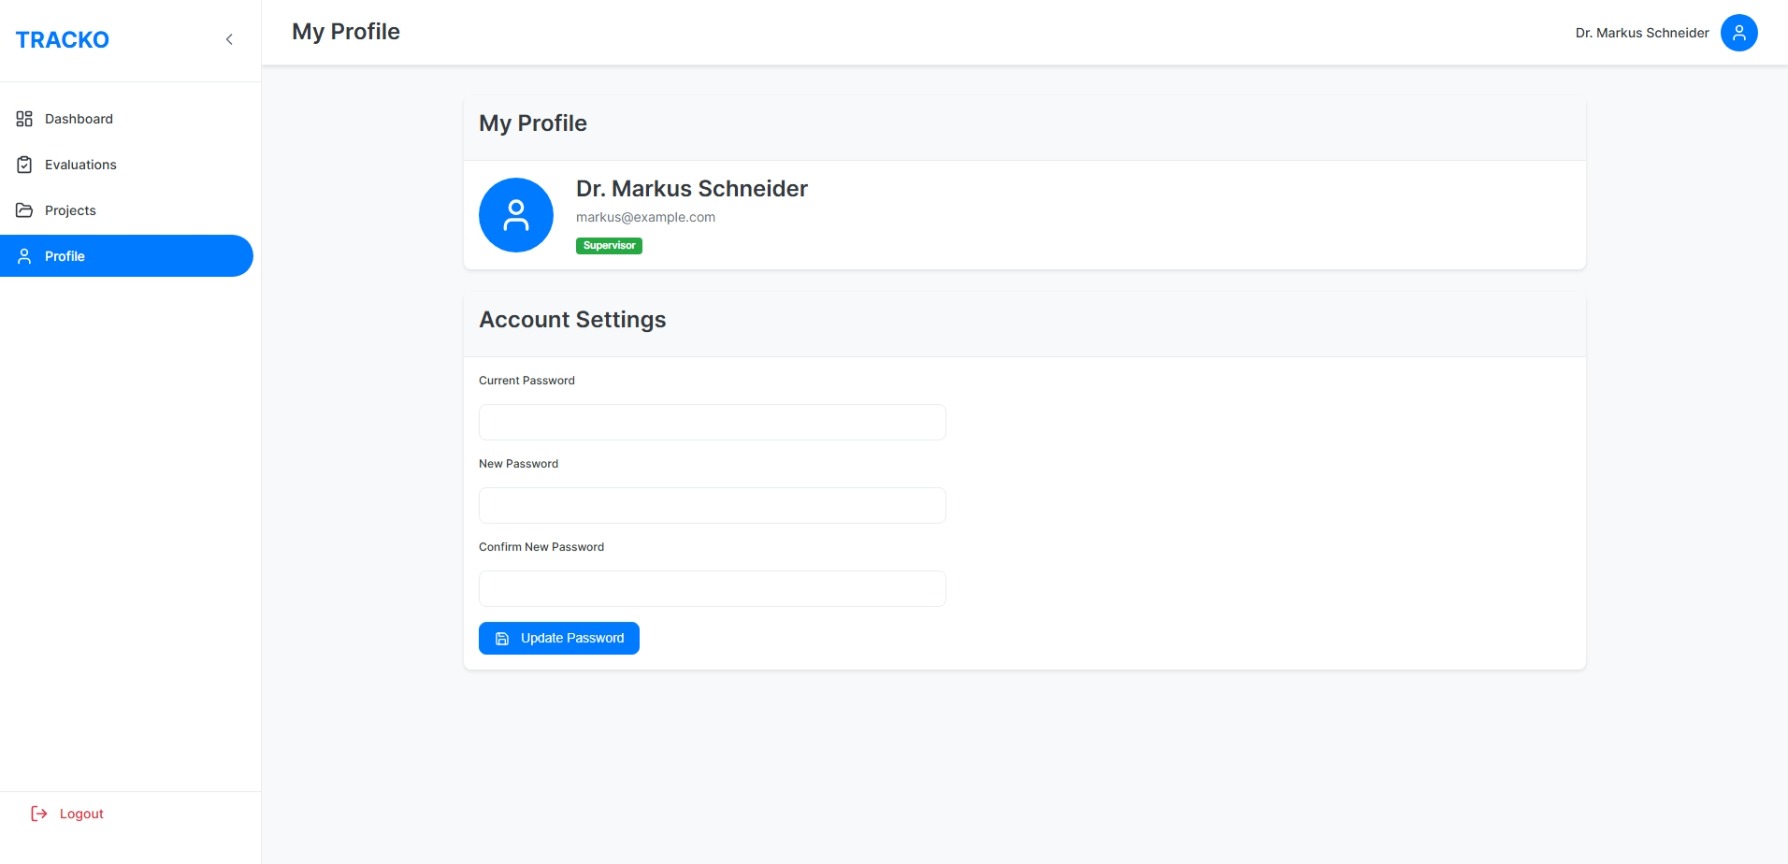 TRACKO
My Profile
Dr. Markus Schneider
Dashboard
Evaluations
Projects
Profile
My Profile
Dr. Markus Schneider
markus@example.com
Supervisor
Account Settings
Current Password
New Password
Confirm New Password
Update Password
Logout